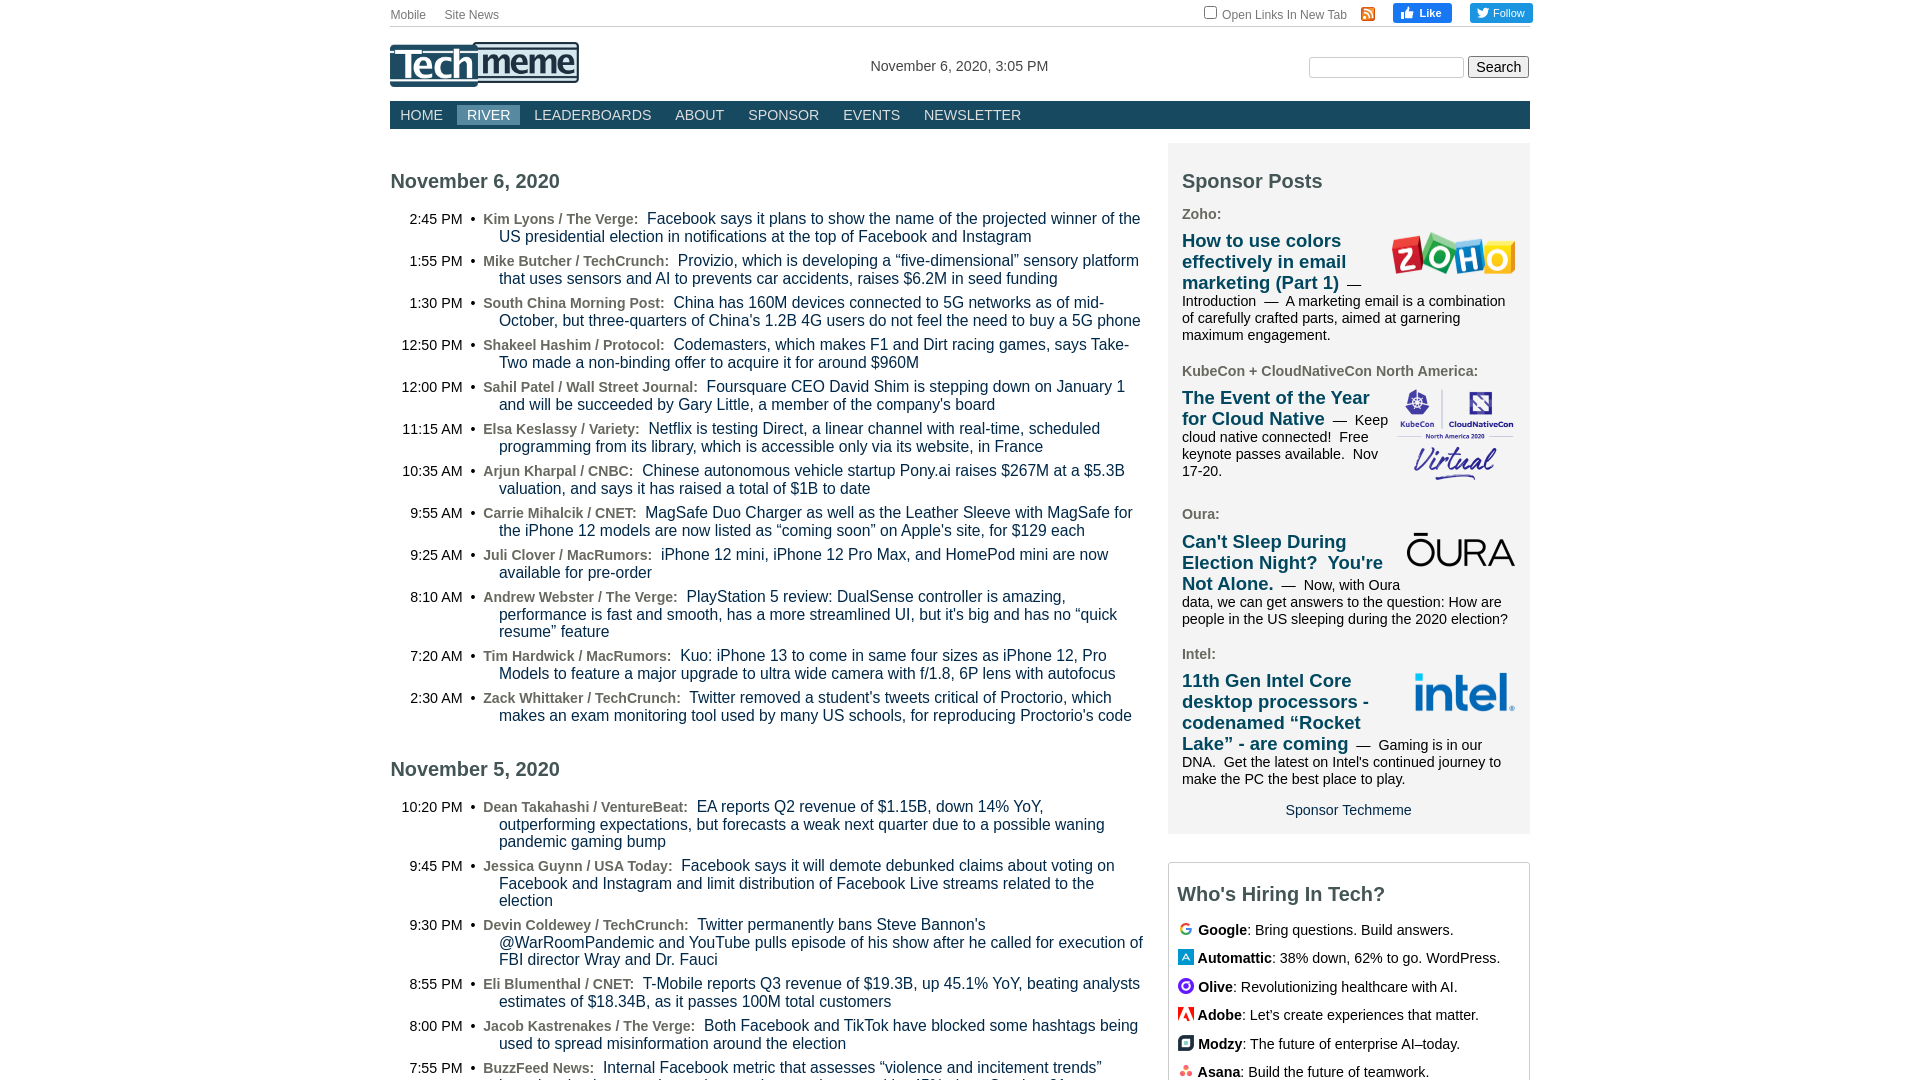 Mobile Site News
Open Links In New Tab Like Follow
Techmeme
November 6, 2020, 3:05 PM
Search
HOME RIVER LEADERBOARDS ABOUT SPONSOR EVENTS NEWSLETTER
November 6, 2020
2:45 PM • Kim Lyons / The Verge: Facebook says it plans to show the name of the projected winner of the
US presidential election in notifications at the top of Facebook and Instagram
1:55 PM • Mike Butcher / TechCrunch: Provizio, which is developing a “five-dimensional” sensory platform
that uses sensors and AI to prevents car accidents, raises $6.2M in seed funding
1:30 PM • South China Morning Post: China has 160M devices connected to 5G networks as of mid-
October, but three-quarters of China's 1.2B 4G users do not feel the need to buy a 5G phone
12:50 PM • Shakeel Hashim / Protocol: Codemasters, which makes F1 and Dirt racing games, says Take-
Two made a non-binding offer to acquire it for around $960M
12:00 PM • Sahil Patel / Wall Street Journal: Foursquare CEO David Shim is stepping down on January 1
and will be succeeded by Gary Little, a member of the company's board
11:15 AM • Elsa Keslassy / Variety: Netflix is testing Direct, a linear channel with real-time, scheduled
programming from its library, which is accessible only via its website, in France
10:35 AM • Arjun Kharpal / CNBC: Chinese autonomous vehicle startup Pony.ai raises $267M at a $5.3B
valuation, and says it has raised a total of $1B to date
9:55 AM • Carrie Mihalcik / CNET: MagSafe Duo Charger as well as the Leather Sleeve with MagSafe for
the iPhone 12 models are now listed as “coming soon” on Apple's site, for $129 each
9:25 AM • Juli Clover / MacRumors: iPhone 12 mini, iPhone 12 Pro Max, and HomePod mini are now
available for pre-order
8:10 AM • Andrew Webster / The Verge: PlayStation 5 review: DualSense controller is amazing,
performance is fast and smooth, has a more streamlined UI, but it's big and has no “quick
resume” feature
7:20 AM • Tim Hardwick / MacRumors: Kuo: iPhone 13 to come in same four sizes as iPhone 12, Pro
Models to feature a major upgrade to ultra wide camera with f/1.8, 6P lens with autofocus
2:30 AM • Zack Whittaker / TechCrunch: Twitter removed a student's tweets critical of Proctorio, which
makes an exam monitoring tool used by many US schools, for reproducing Proctorio's code
November 5, 2020
10:20 PM • Dean Takahashi / VentureBeat: EA reports Q2 revenue of $1.15B, down 14% YoY,
outperforming expectations, but forecasts a weak next quarter due to a possible waning
pandemic gaming bump
9:45 PM • Jessica Guynn / USA Today: Facebook says it will demote debunked claims about voting on
Facebook and Instagram and limit distribution of Facebook Live streams related to the
election
9:30 PM • Devin Coldewey / TechCrunch: Twitter permanently bans Steve Bannon's
@WarRoomPandemic and YouTube pulls episode of his show after he called for execution of
FBI director Wray and Dr. Fauci
8:55 PM • Eli Blumenthal / CNET: T-Mobile reports Q3 revenue of $19.3B, up 45.1% YoY, beating analysts
estimates of $18.34B, as it passes 100M total customers
8:00 PM • Jacob Kastrenakes / The Verge: Both Facebook and TikTok have blocked some hashtags being
used to spread misinformation around the election
7:55 PM • BuzzFeed News: Internal Facebook metric that assesses “violence and incitement trends”
Sponsor Posts
Zoho:
ZOHO
How to use colors
effectively in email
marketing (Part 1) —
Introduction — A marketing email is a combination
of carefully crafted parts, aimed at garnering
maximum engagement.
KubeCon + CloudNativeCon North America:
KubeCon CloudNativeCon
North America 2020
Virtual
The Event of the Year
for Cloud Native — Keep
cloud native connected! Free
keynote passes available. Nov
17-20.
Oura:
ŌURA
Can't Sleep During
Election Night? You're
Not Alone. — Now, with Oura
data, we can get answers to the question: How are
people in the US sleeping during the 2020 election?
Intel:
intel®
11th Gen Intel Core
desktop processors -
codenamed “Rocket
Lake” - are coming — Gaming is in our
DNA. Get the latest on Intel's continued journey to
make the PC the best place to play.
Sponsor Techmeme
Who's Hiring In Tech?
Google: Bring questions. Build answers.
Automattic: 38% down, 62% to go. WordPress.
Olive: Revolutionizing healthcare with AI.
Adobe: Let’s create experiences that matter.
Modzy: The future of enterprise AI–today.
Asana: Build the future of teamwork.